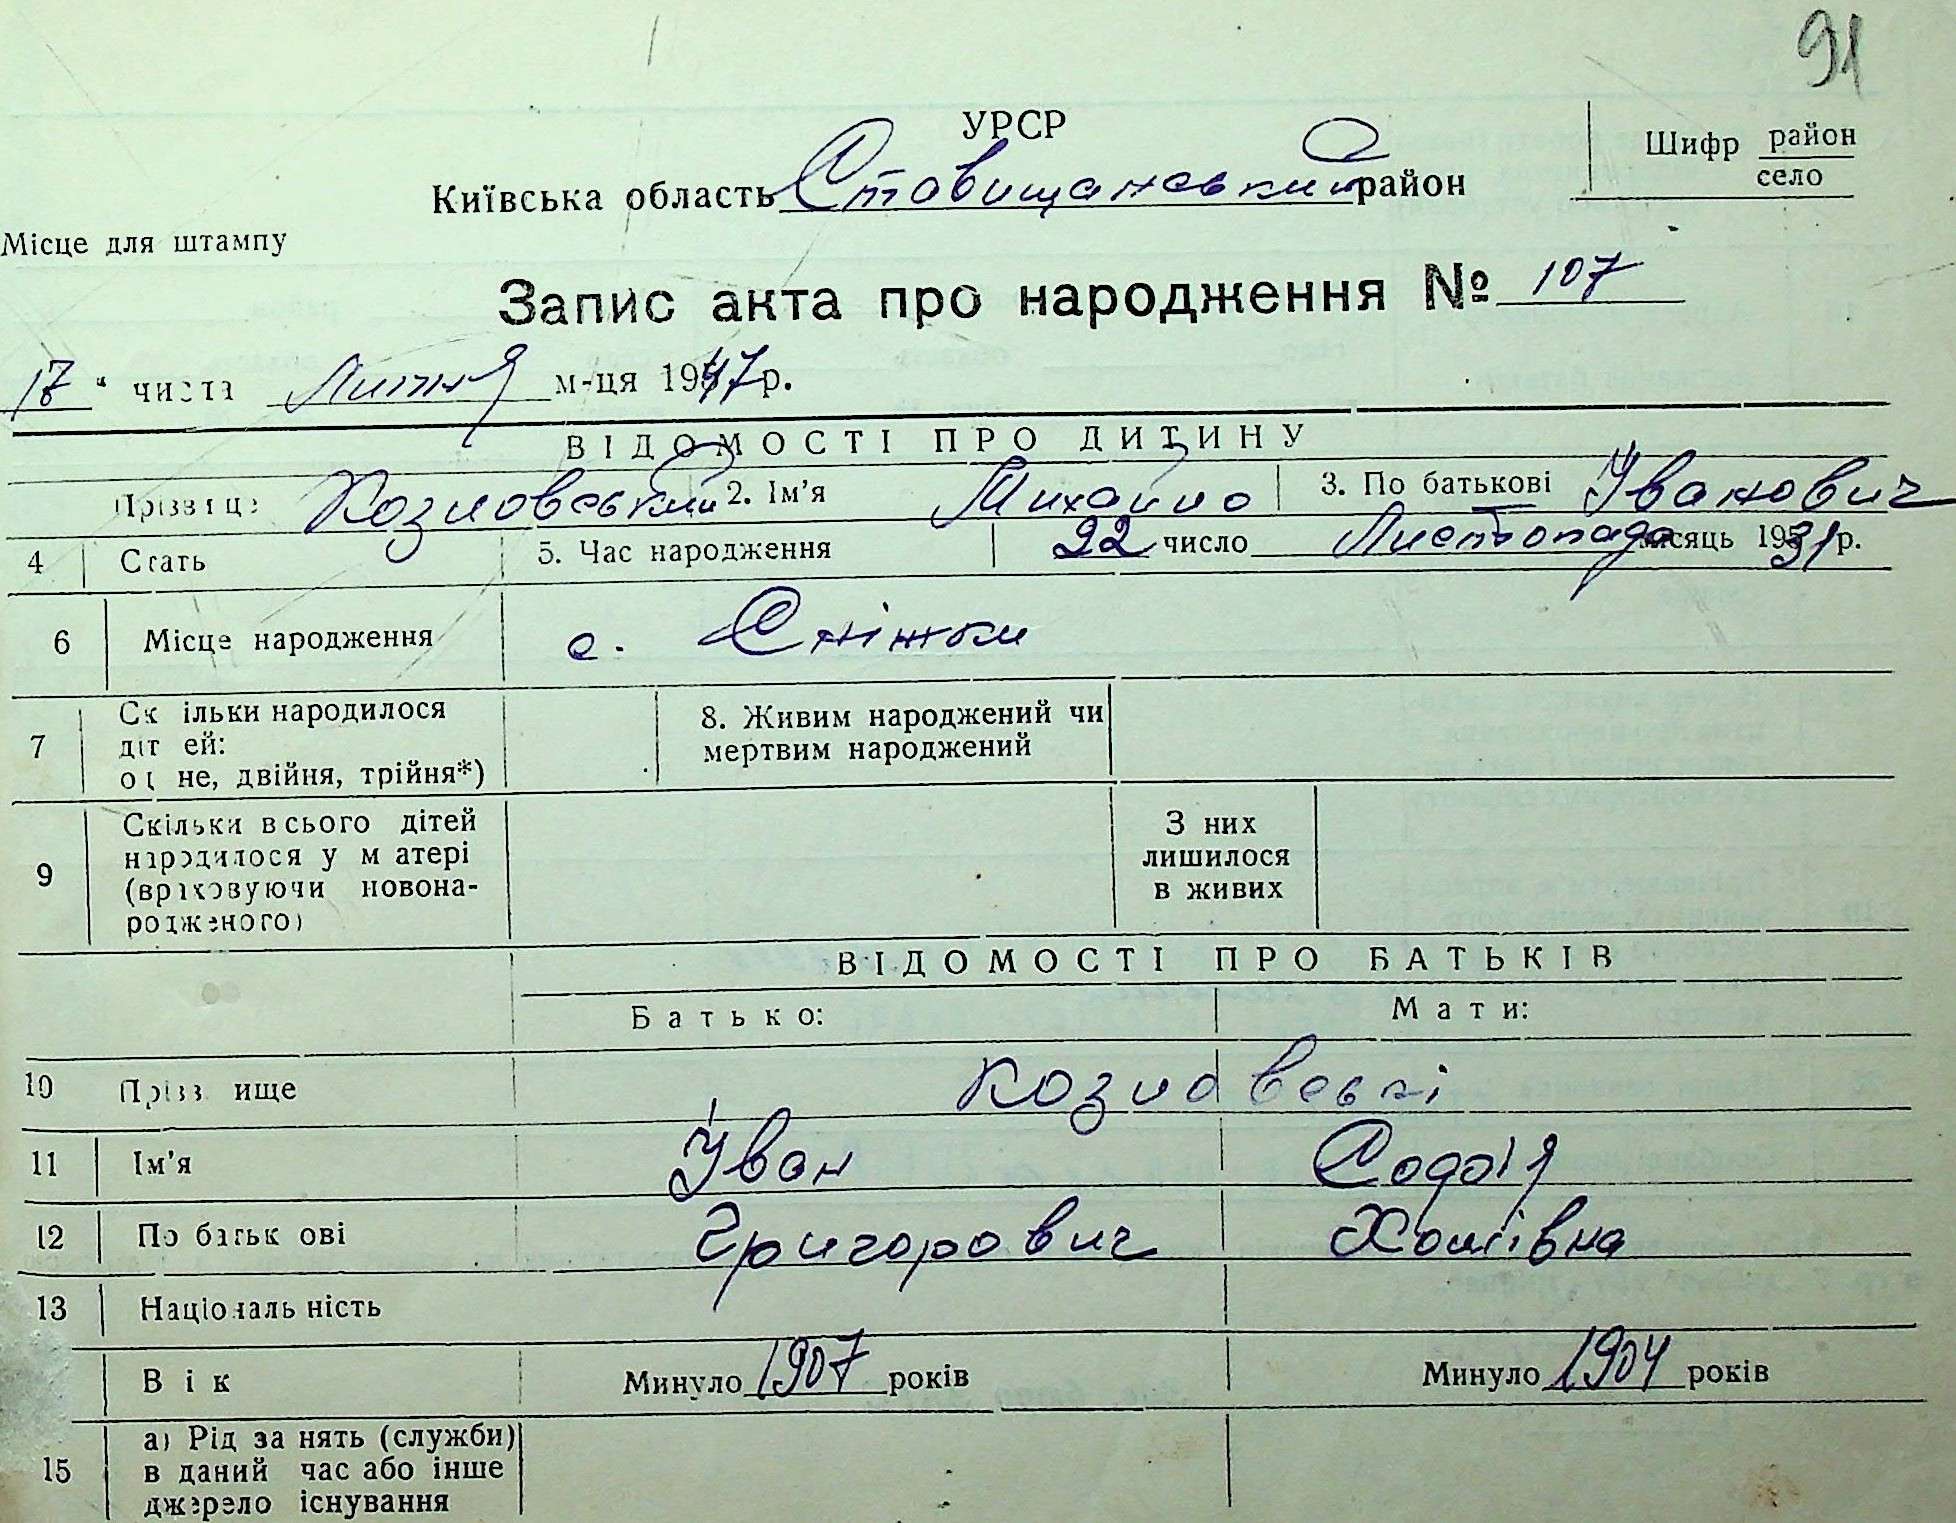 91
УРСР
Київська область Ставищанський район
Шифр район село
Місце для штампу
Запис акта про народження № 107
17 " числа Липня м-ця 1947 р.
ВІДОМОСТІ ПРО ДИТИНУ
Прізвище Козловський 2. Ім'я Михайло 3. По батькові Іванович
4 Стать 5. Час народження 22 число Листопада місяць 1931 р.
6 Місце народження с. Сніжки
7 Скільки народилося дітей: одне, двійня, трійня*) 8. Живим народжений чи мертвим народжений
9 Скільки всього дітей народилося у матері (враховуючи новонародженого) З них лишилося в живих
ВІДОМОСТІ ПРО БАТЬКІВ
Батько: Мати:
10 Прізвище Козловські
11 Ім'я Іван
12 По батькові Григорович Хомівна
13 Національність
Вік Минуло 1907 років Минуло 1904 років
15 а) Рід занять (служби) в даний час або інше джерело існування